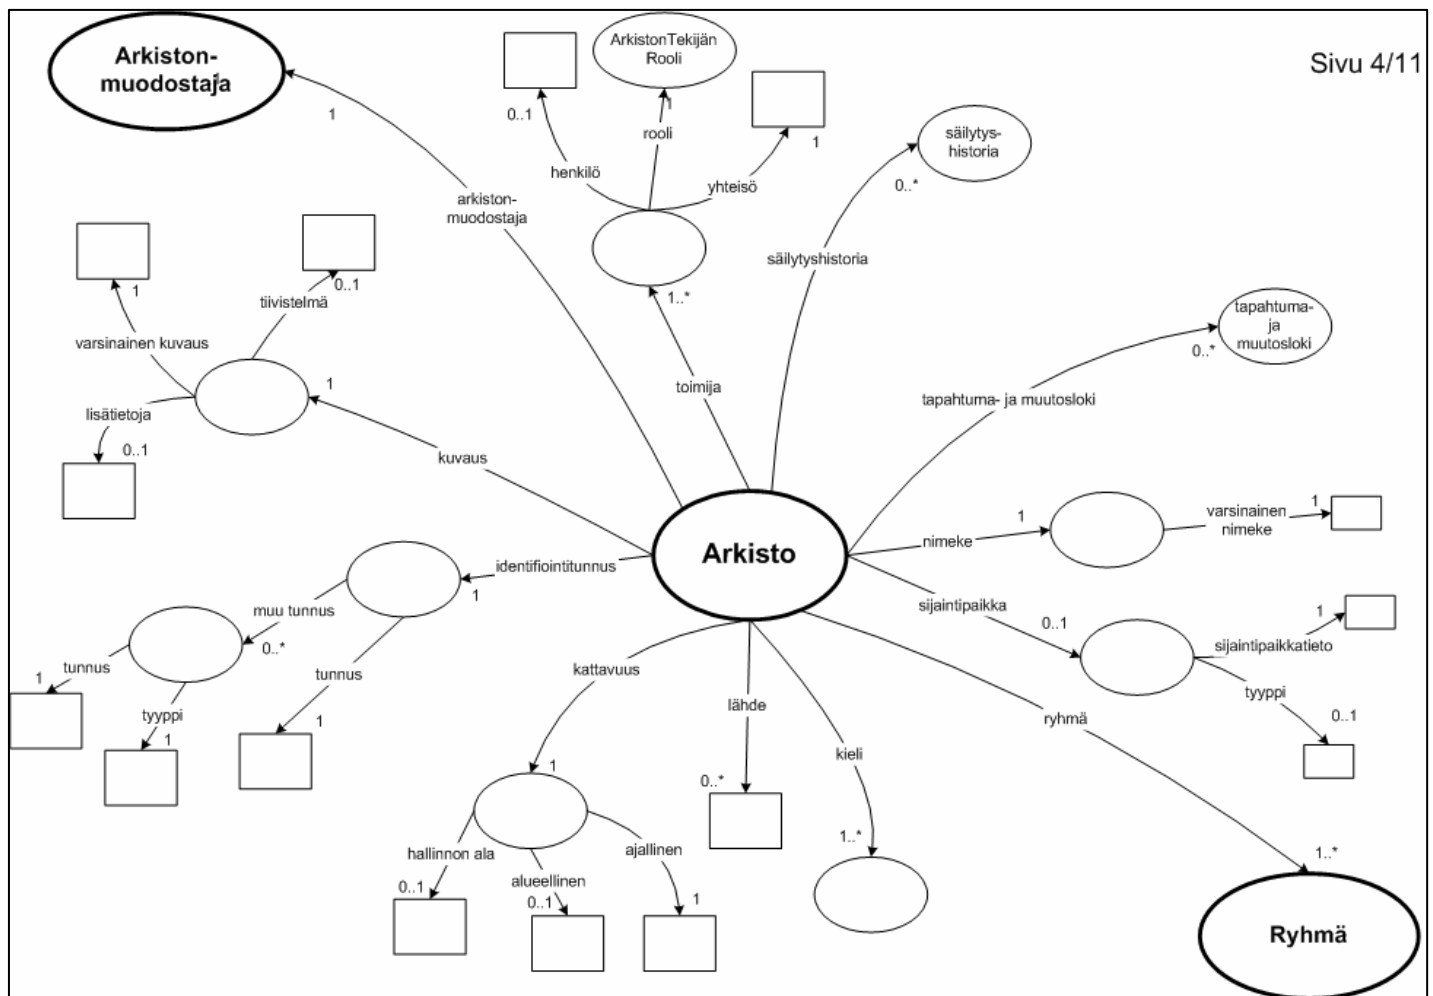 Arkiston-
muodostaja
ArkistonTekijän
Rooli
Sivu 4/11
1
0..1
1
rooli
1
henkilö
yhteisö
säilytys-
historia
0..*
arkiston-
muodostaja
säilytyshistoria
1
0..1
tiivistelmä
1..*
tapahtuma-
ja
muutosloki
0..*
varsinainen kuvaus
1
lisätietoja
0..1
toimija
tapahtuma- ja muutosloki
kuvaus
Arkisto
nimeke
1
varsinainen
nimeke
1
identifiointitunnus
1
muu tunnus
0..*
tunnus
1
tyyppi
1
tunnus
1
sijaintipaikka
0..1
sijaintipaikkatieto
1
tyyppi
0..1
kattavuus
1
lähde
0..*
kieli
1..*
ryhmä
1..*
hallinnon ala
0..1
alueellinen
0..1
ajallinen
1
Ryhmä